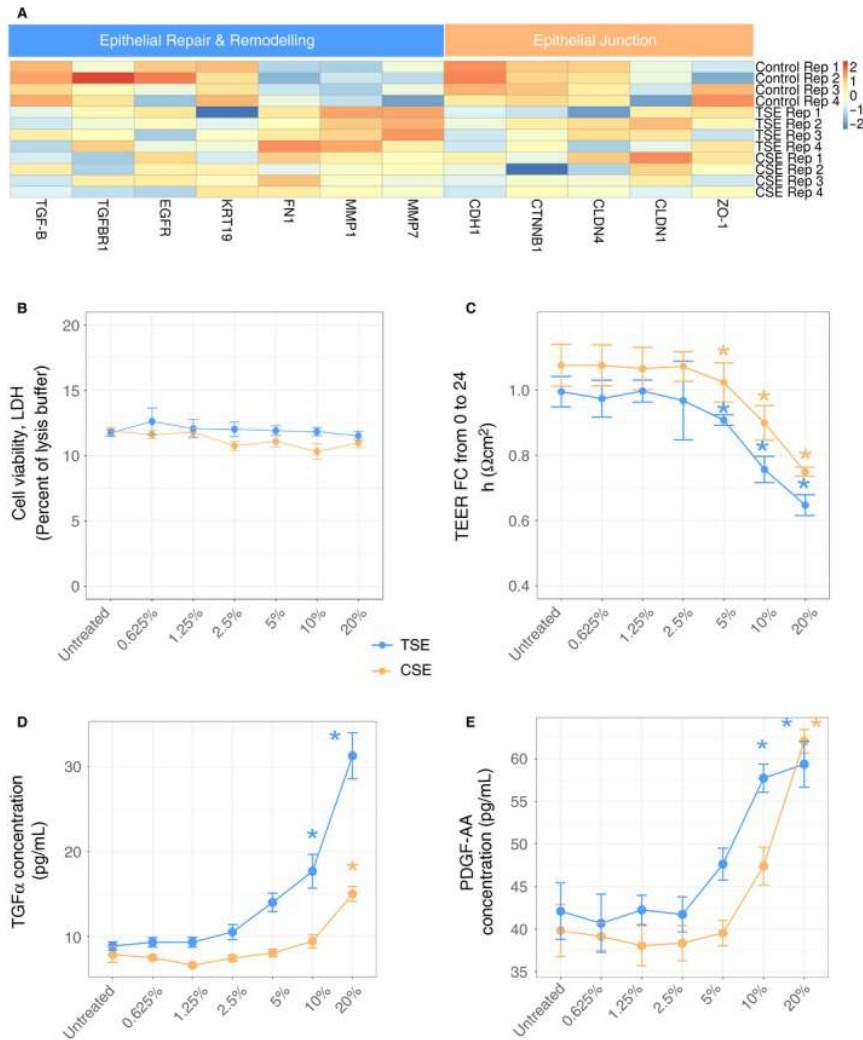 A
Epithelial Repair & Remodelling
Epithelial Junction
Control Rep 1
Control Rep 2
Control Rep 3
Control Rep 4
TSE Rep 1
TSE Rep 2
TSE Rep 3
TSE Rep 4
CSE Rep 1
CSE Rep 2
CSE Rep 3
CSE Rep 4
2
1
0
−1
−2
TGF-B
TGFBR1
EGFR
KRT19
FN1
MMP1
MMP7
CDH1
CTNNB1
CLDN4
CLDN1
ZO-1
B
Cell viability, LDH
(Percent of lysis buffer)
20
15
10
5
0
Untreated
0.625%
1.25%
2.5%
5%
10%
20%
C
TEER FC from 0 to 24
h (Ωcm²)
1.0
0.8
0.6
0.4
Untreated
0.625%
1.25%
2.5%
5%
10%
20%
TSE
CSE
D
TGFα concentration
(pg/mL)
30
20
10
Untreated
0.625%
1.25%
2.5%
5%
10%
20%
E
PDGF-AA
concentration (pg/mL)
60
55
50
45
40
35
Untreated
0.625%
1.25%
2.5%
5%
10%
20%